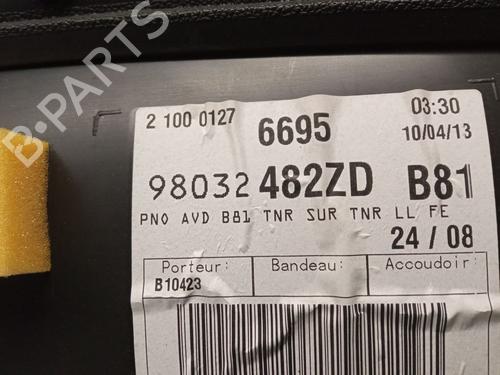 B-PARTS
2 100 0127 6695 03:30
10/04/13
98032 482ZD B81
PNO AVD B81 TNR SUR TNR LL FE
24 / 08
Porteur: Bandeau: Accoudoir:
B10423